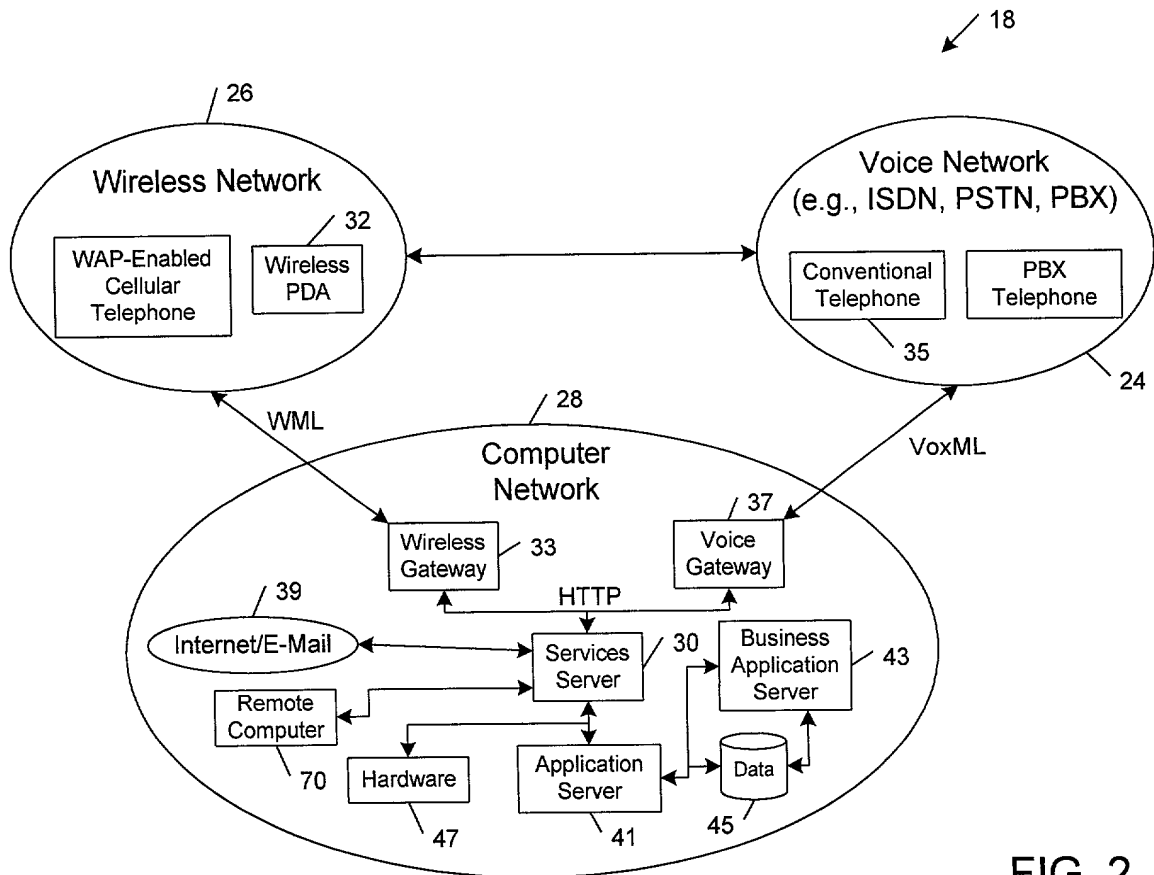 18
26
Wireless Network
32
WAP-Enabled
Cellular
Telephone
Wireless
PDA
Voice Network
(e.g., ISDN, PSTN, PBX)
Conventional
Telephone
PBX
Telephone
35
24
WML
28
VoxML
Computer
Network
37
Wireless
Gateway
33
Voice
Gateway
39
HTTP
Internet/E-Mail
Services
Server
30
Business
Application
Server
43
Remote
Computer
70
Hardware
47
Application
Server
41
Data
45
FIG. 2